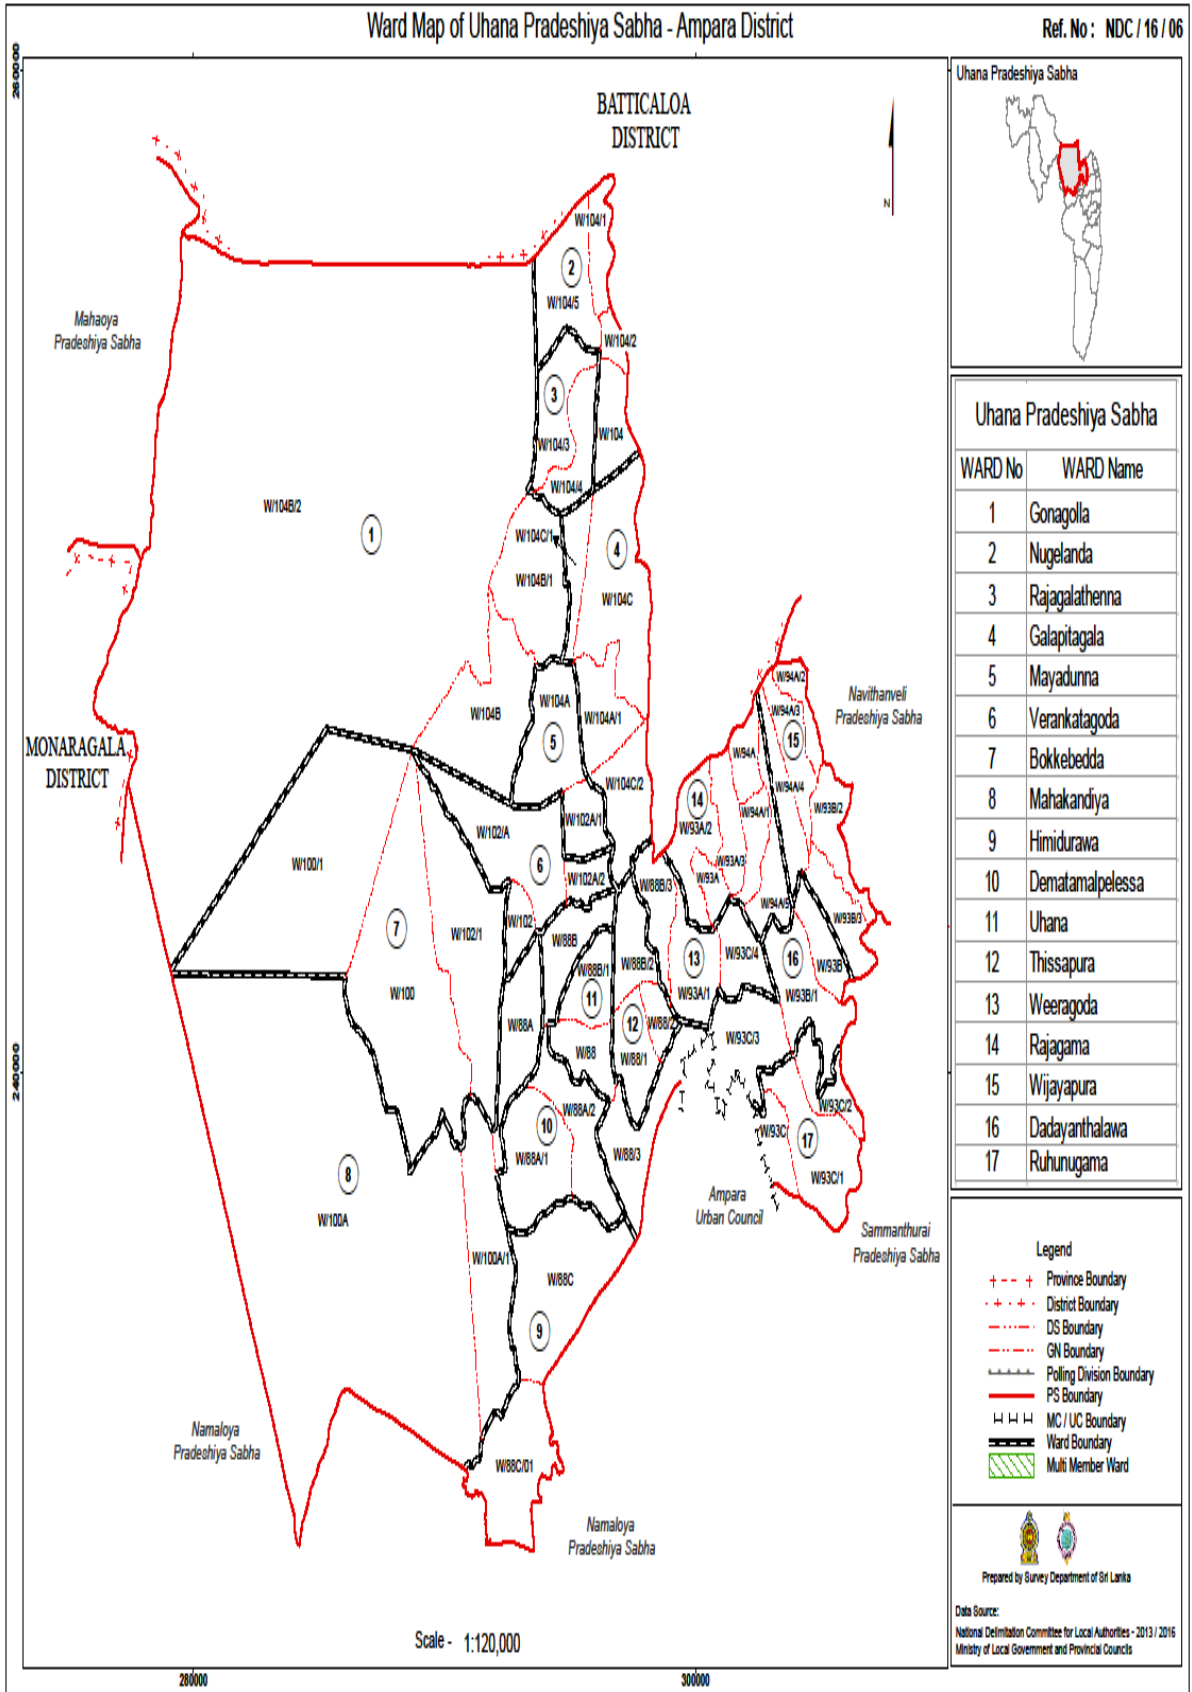 Ward Map of Uhana Pradeshiya Sabha - Ampara District
Ref. No : NDC / 16 / 06
260000
240000
280000
300000
BATTICALOA
DISTRICT
N
Mahaoya
Pradeshiya Sabha
MONARAGALA
DISTRICT
Navithanveli
Pradeshiya Sabha
Ampara
Urban Council
Sammanthurai
Pradeshiya Sabha
Namaloya
Pradeshiya Sabha
Namaloya
Pradeshiya Sabha
W/104/1
2
W/104/5
W/104/2
3
W/104/3
W/104
W/104/4
W/104B/2
1
W/104C/1
4
W/104B/1
W/104C
W/104A
W/104B
W/104A/1
5
W/104C/2
W/94A/2
W/94A/3
15
W/94A
W/94A/4
14
W/93A/2
W/94A/1
W/93B/2
W/102A/1
W/102/A
W/100/1
6
W/102A/2
W/93A/3
W/93A
W/88B/3
W/94A/5
W/93B/3
W/102
7
W/102/1
W/88B
W/93C/4
13
16
W/88B/2
W/93B
W/88B/1
W/100
11
W/93A/1
W/93B/1
W/88A
12
W/88/2
W/93C/3
W/88
W/88/1
W/88A/2
W/93C/2
10
W/93C
17
W/88A/1
W/88/3
8
W/93C/1
W/100A
W/100A/1
W/88C
9
W/88C/01
Scale - 1:120,000
Uhana Pradeshiya Sabha
Uhana Pradeshiya Sabha
WARD No WARD Name
1 Gonagolla
2 Nugelanda
3 Rajagalathenna
4 Galapitagala
5 Mayadunna
6 Verankatagoda
7 Bokkebedda
8 Mahakandiya
9 Himidurawa
10 Dematamalpelessa
11 Uhana
12 Thissapura
13 Weeragoda
14 Rajagama
15 Wijayapura
16 Dadayanthalawa
17 Ruhunugama
Legend
Province Boundary
District Boundary
DS Boundary
GN Boundary
Polling Division Boundary
PS Boundary
MC / UC Boundary
Ward Boundary
Multi Member Ward
Prepared by Survey Department of Sri Lanka
Data Source:
National Delimitation Committee for Local Authorities - 2013 / 2016
Ministry of Local Government and Provincial Councils